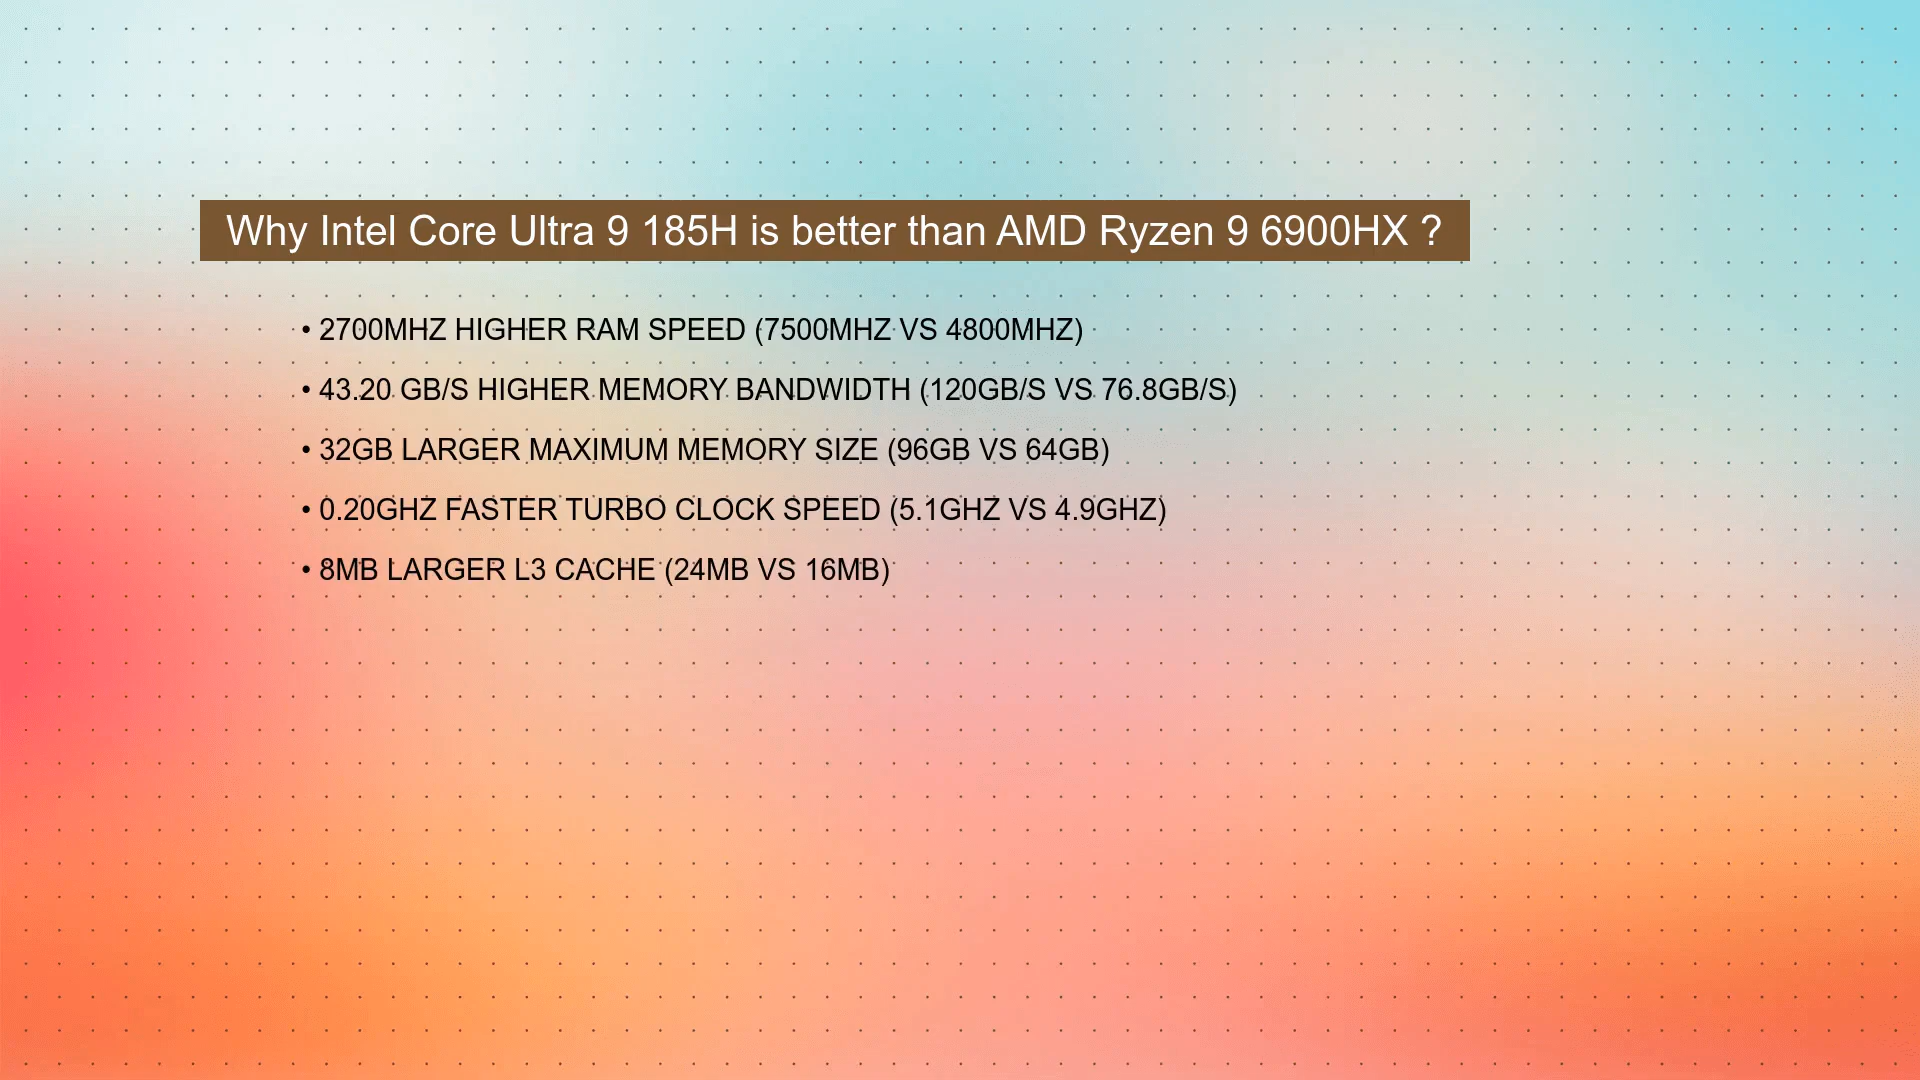 Why Intel Core Ultra 9 185H is better than AMD Ryzen 9 6900HX ?
• 2700MHZ HIGHER RAM SPEED (7500MHZ VS 4800MHZ)
• 43.20 GB/S HIGHER MEMORY BANDWIDTH (120GB/S VS 76.8GB/S)
• 32GB LARGER MAXIMUM MEMORY SIZE (96GB VS 64GB)
• 0.20GHZ FASTER TURBO CLOCK SPEED (5.1GHZ VS 4.9GHZ)
• 8MB LARGER L3 CACHE (24MB VS 16MB)